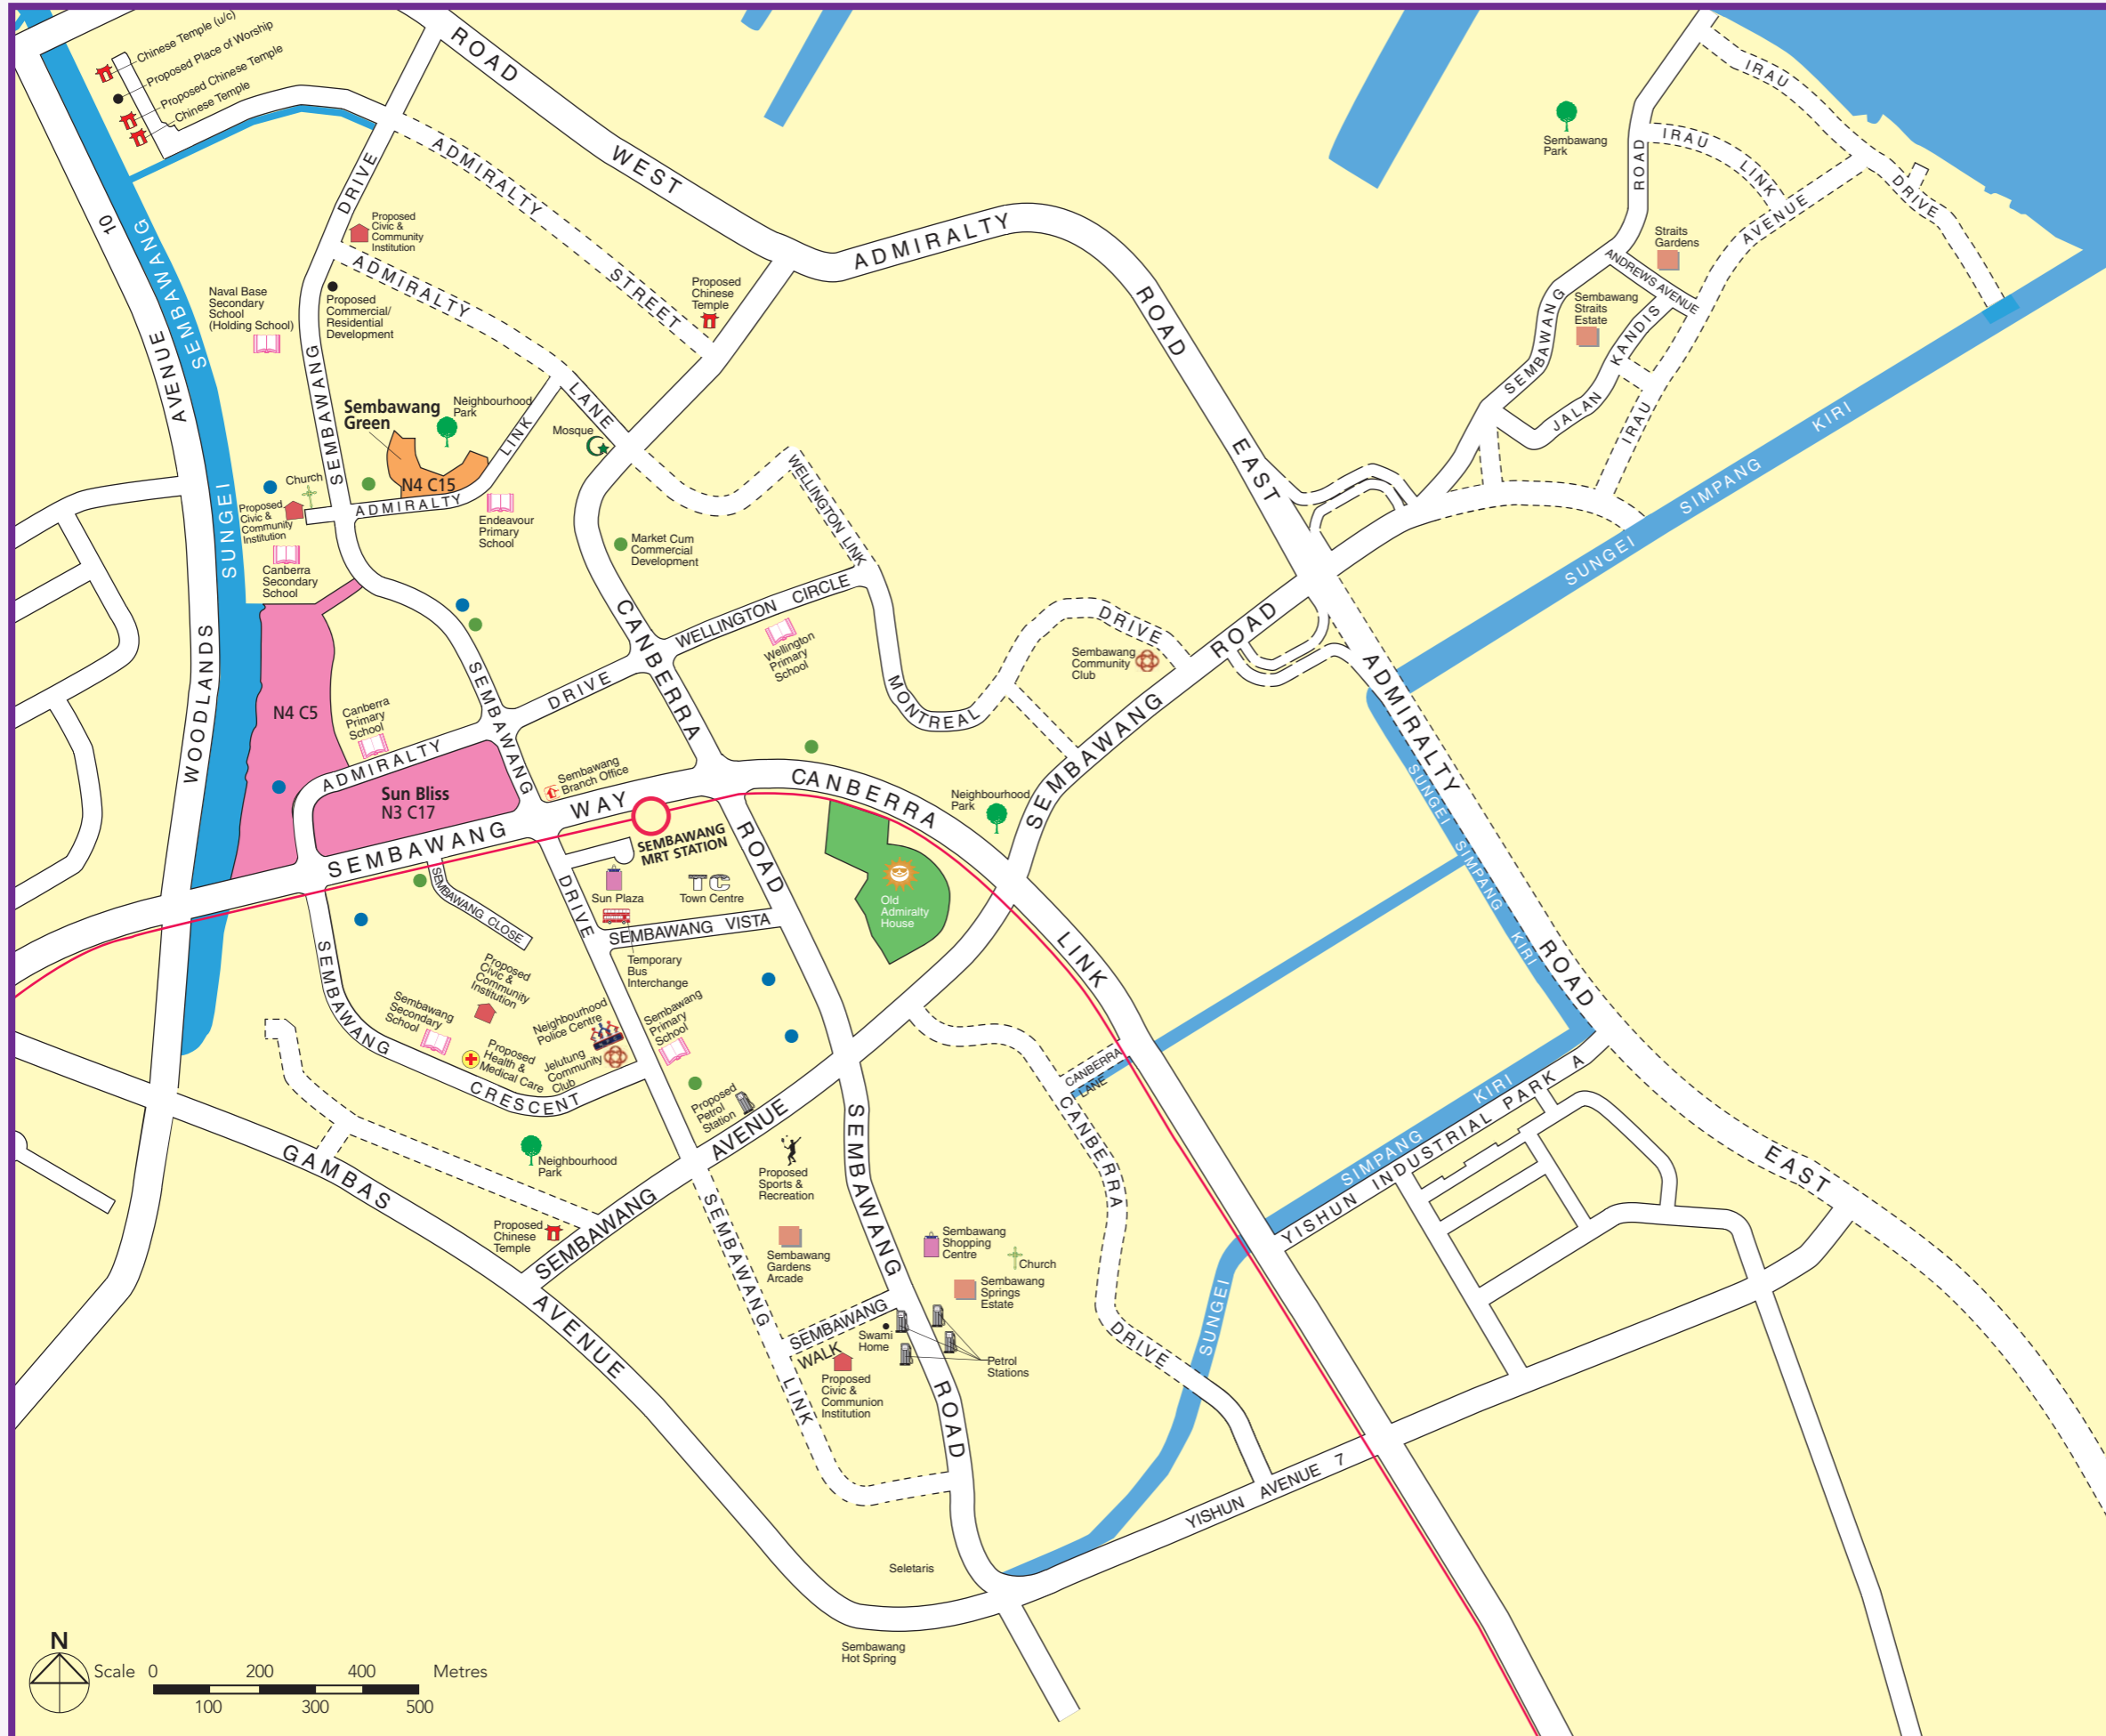 Chinese Temple (u/c)
Proposed Place of Worship
Proposed Chinese Temple
Chinese Temple
ROAD
WEST
ADMIRALTY
ROAD
EAST
ADMIRALTY
ROAD
EAST
AVENUE
10
WOODLANDS
SUNGEI
SEMBAWANG
SEMBAWANG
DRIVE
ADMIRALTY
STREET
Proposed
Civic &
Community
Institution
ADMIRALTY
LANE
Proposed
Chinese
Temple
Naval Base
Secondary
School
(Holding School)
Proposed
Commercial/
Residential
Development
Sembawang
Green
Neighbourhood
Park
N4 C15
ADMIRALTY
LINK
Mosque
Church
Proposed
Civic &
Community
Institution
Canberra
Secondary
School
Endeavour
Primary
School
Market Cum
Commercial
Development
WELLINGTON LINK
WELLINGTON CIRCLE
Wellington
Primary
School
CANBERRA
Sembawang
Park
IRAU
DRIVE
IRAU
LINK
IRAU
AVENUE
ROAD
SEMBAWANG
Straits
Gardens
ANDREWS AVENUE
Sembawang
Straits
Estate
JALAN
KANDIS
SUNGEI
SIMPANG
KIRI
N4 C5
Canberra
Primary
School
ADMIRALTY
DRIVE
SEMBAWANG
SEMBAWANG
Sun Bliss
N3 C17
SEMBAWANG
WAY
Sembawang
Branch Office
SEMBAWANG
MRT STATION
CANBERRA
LINK
MONTREAL
DRIVE
Sembawang
Community
Club
SEMBAWANG
ROAD
Neighbourhood
Park
Old
Admiralty
House
ROAD
DRIVE
Sun Plaza
TC
Town Centre
SEMBAWANG VISTA
Temporary
Bus
Interchange
SEMBAWANG CLOSE
SEMBAWANG
CRESCENT
Proposed
Civic &
Community
Institution
Sembawang
Secondary
School
Proposed
Health &
Medical Care
Neighbourhood
Police Centre
Jelutung
Community
Club
Sembawang
Primary
School
Proposed
Petrol
Station
SUNGEI
SIMPANG
KIRI
SIMPANG
KIRI
SUNGEI
CANBERRA
LANE
CANBERRA
DRIVE
YISHUN INDUSTRIAL PARK A
GAMBAS
AVENUE
Neighbourhood
Park
Proposed
Chinese
Temple
SEMBAWANG
AVENUE
Proposed
Sports &
Recreation
Sembawang
Gardens
Arcade
SEMBAWANG
LINK
SEMBAWANG
ROAD
Sembawang
Shopping
Centre
Church
Sembawang
Springs
Estate
SEMBAWANG
WALK
Swami
Home
Petrol
Stations
Proposed
Civic &
Communion
Institution
YISHUN AVENUE 7
Seletaris
Sembawang
Hot Spring
N
Scale 0 200 400 Metres
100 300 500